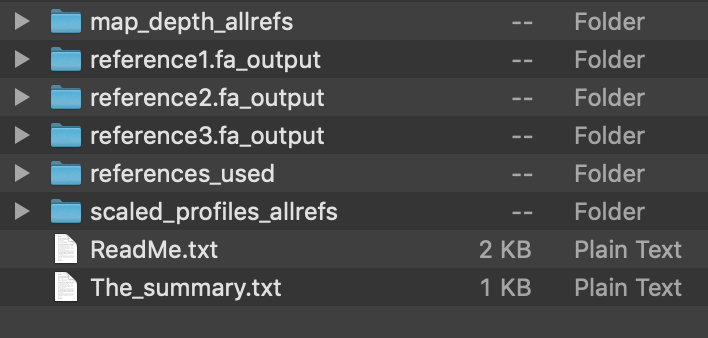 map_depth_allrefs -- Folder
reference1.fa_output -- Folder
reference2.fa_output -- Folder
reference3.fa_output -- Folder
references_used -- Folder
scaled_profiles_allrefs -- Folder
ReadMe.txt 2 KB Plain Text
The_summary.txt 1 KB Plain Text